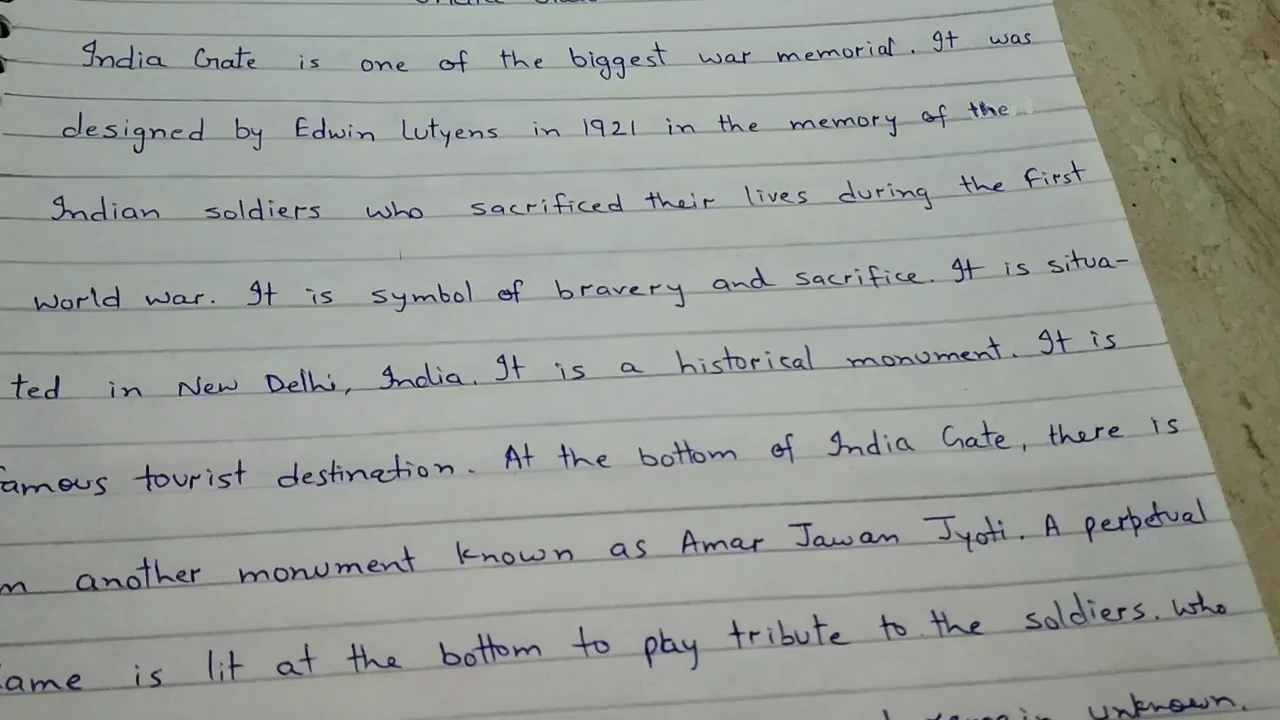 India Gate is one of the biggest war memorial. It was
designed by Edwin Lutyens in 1921 in the memory of the
Indian soldiers who sacrificed their lives during the First
world war. It is symbol of bravery and sacrifice. It is situa-
ted in New Delhi, India. It is a historical monument. It is
amous tourist destination. At the bottom of India Gate, there is
another monument known as Amar Jawan Jyoti. A perpetual
ame is lit at the bottom to pay tribute to the soldiers. who
unknown.